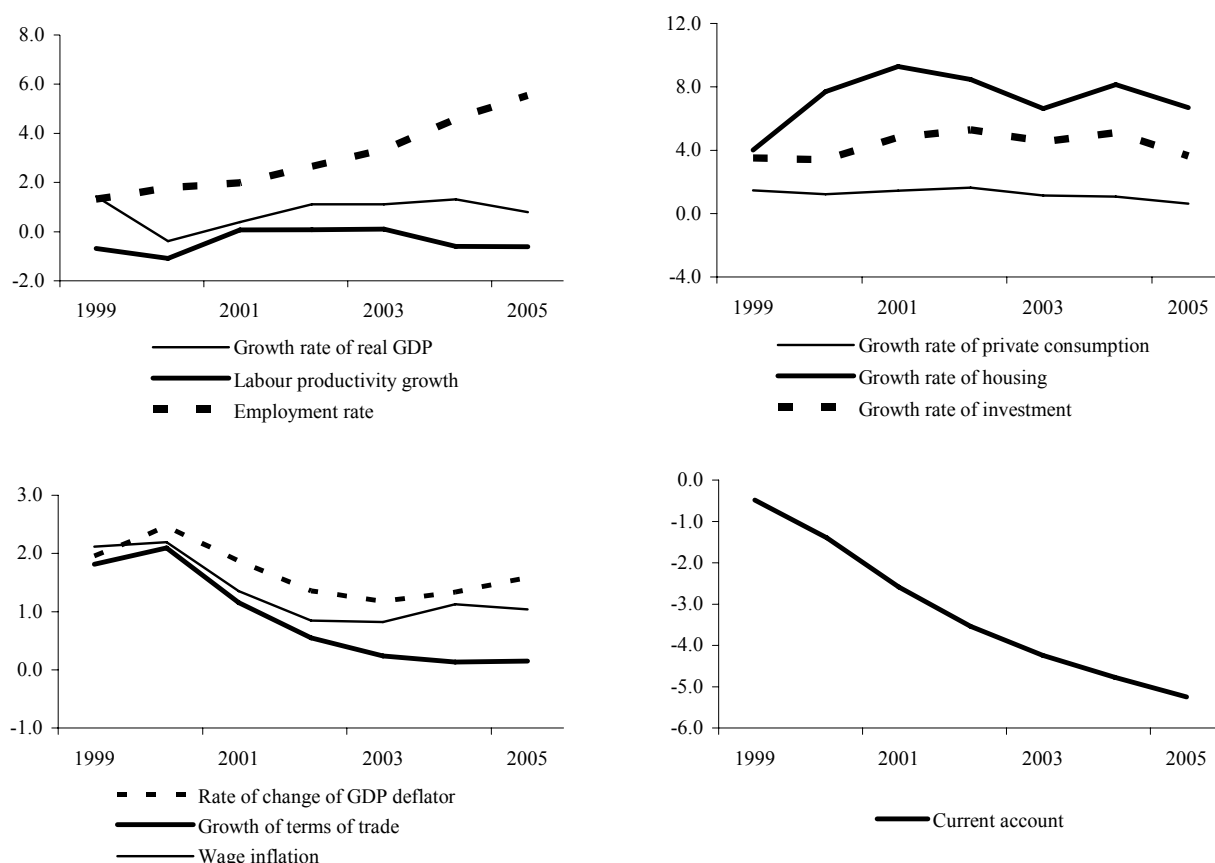 8.0
6.0
4.0
2.0
0.0
-2.0
1999 2001 2003 2005
Growth rate of real GDP
Labour productivity growth
Employment rate
12.0
8.0
4.0
0.0
-4.0
1999 2001 2003 2005
Growth rate of private consumption
Growth rate of housing
Growth rate of investment
3.0
2.0
1.0
0.0
-1.0
1999 2001 2003 2005
Rate of change of GDP deflator
Growth of terms of trade
Wage inflation
0.0
-1.0
-2.0
-3.0
-4.0
-5.0
-6.0
1999 2001 2003 2005
Current account